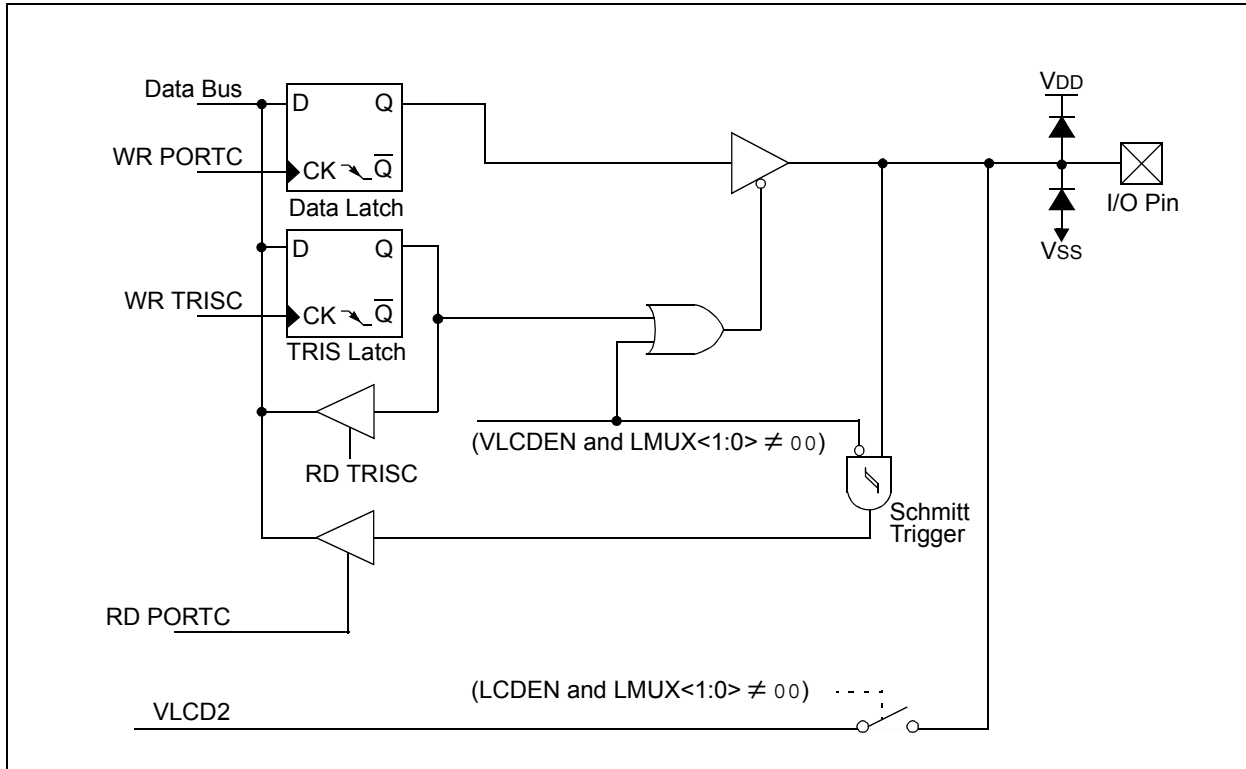 Data Bus
D Q
VDD
WR PORTC
CK Q
I/O Pin
Data Latch
D Q
VSS
WR TRISC
CK Q
TRIS Latch
(VLCDEN and LMUX<1:0> ≠ 00)
RD TRISC
Schmitt
Trigger
RD PORTC
(LCDEN and LMUX<1:0> ≠ 00)
VLCD2